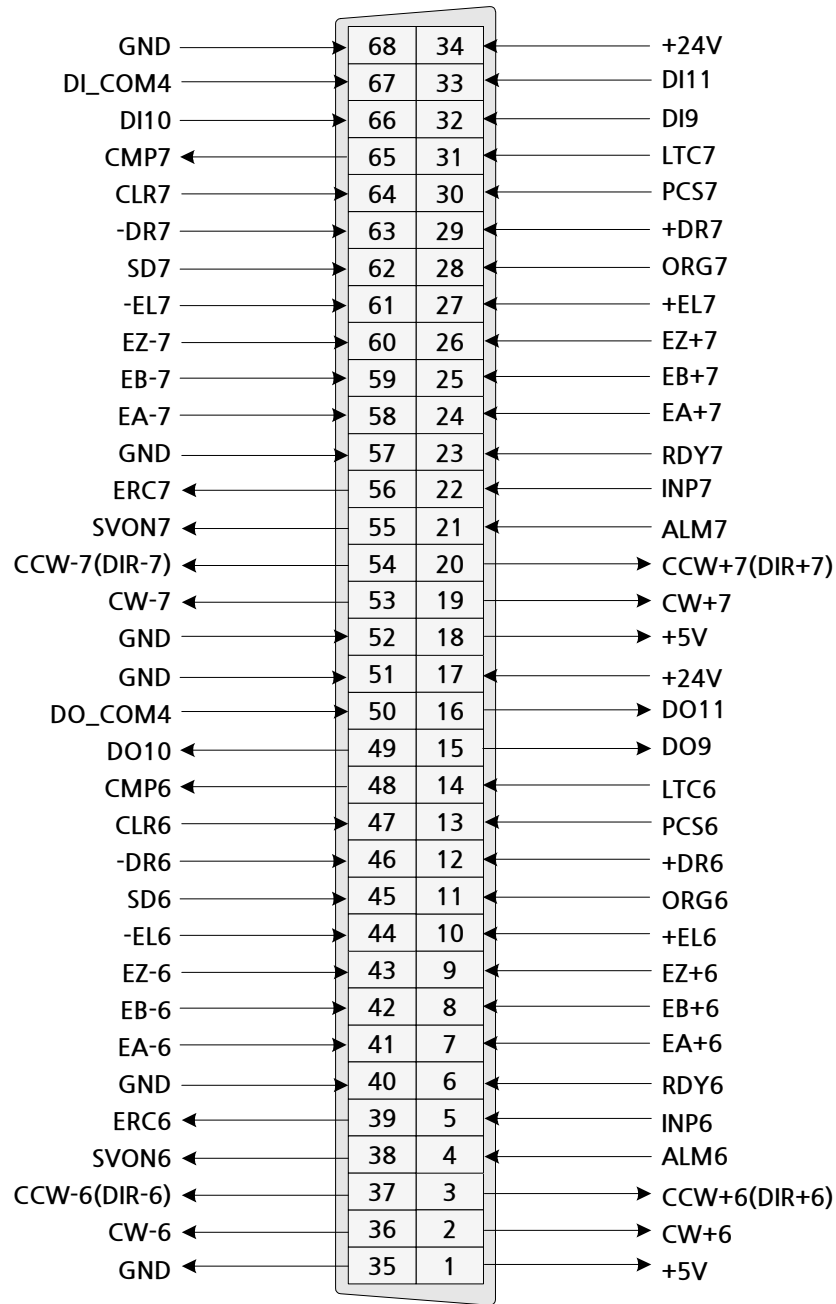 GND 68 34 +24V
DI_COM4 67 33 DI11
DI10 66 32 DI9
CMP7 65 31 LTC7
CLR7 64 30 PCS7
-DR7 63 29 +DR7
SD7 62 28 ORG7
-EL7 61 27 +EL7
EZ-7 60 26 EZ+7
EB-7 59 25 EB+7
EA-7 58 24 EA+7
GND 57 23 RDY7
ERC7 56 22 INP7
SVON7 55 21 ALM7
CCW-7(DIR-7) 54 20 CCW+7(DIR+7)
CW-7 53 19 CW+7
GND 52 18 +5V
GND 51 17 +24V
DO_COM4 50 16 DO11
DO10 49 15 DO9
CMP6 48 14 LTC6
CLR6 47 13 PCS6
-DR6 46 12 +DR6
SD6 45 11 ORG6
-EL6 44 10 +EL6
EZ-6 43 9 EZ+6
EB-6 42 8 EB+6
EA-6 41 7 EA+6
GND 40 6 RDY6
ERC6 39 5 INP6
SVON6 38 4 ALM6
CCW-6(DIR-6) 37 3 CCW+6(DIR+6)
CW-6 36 2 CW+6
GND 35 1 +5V